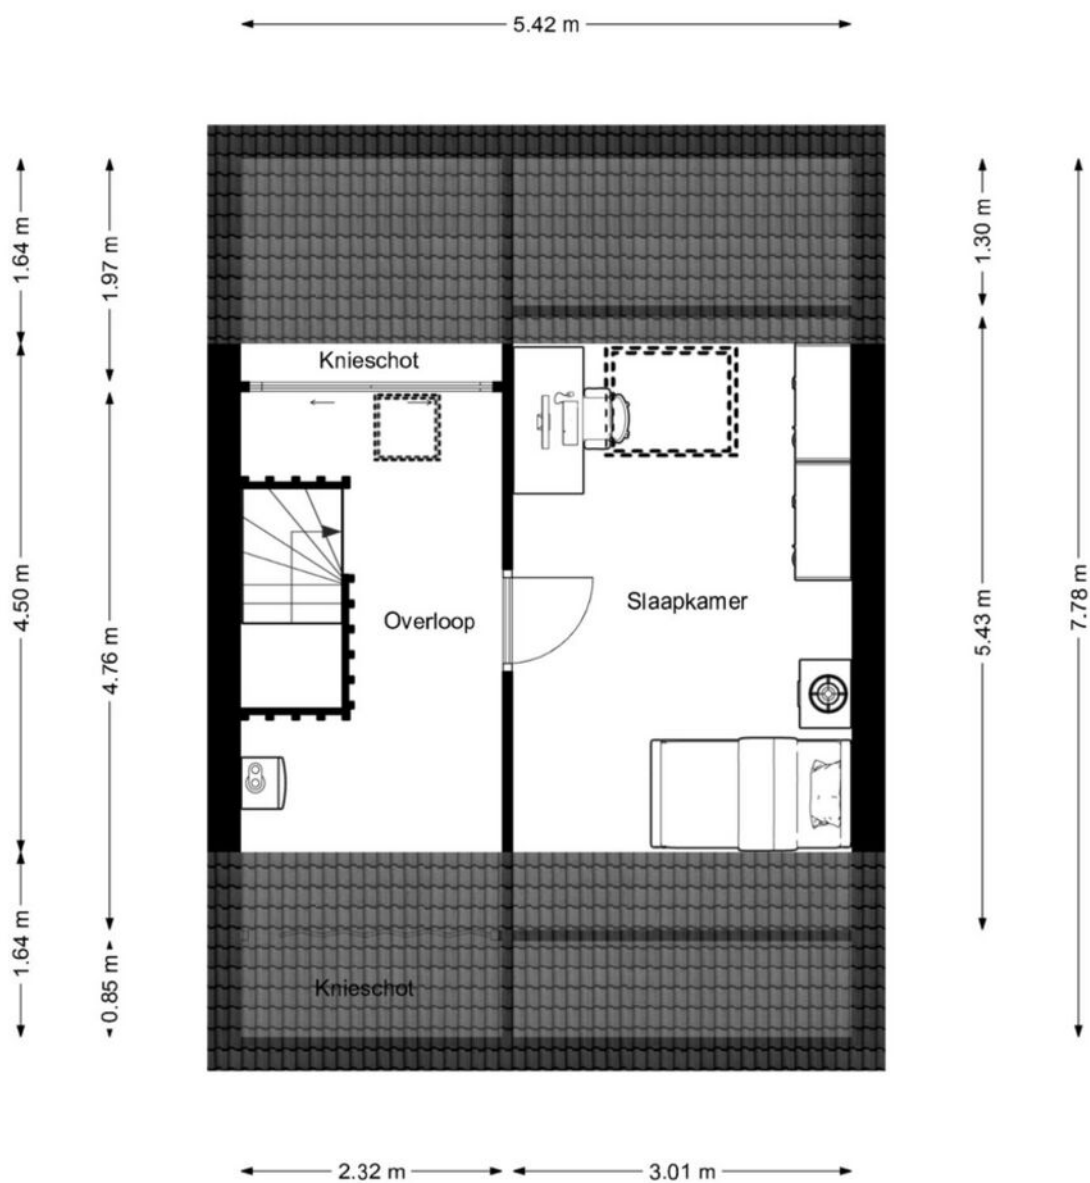 5.42 m
1.64 m
1.97 m
1.30 m
Knieschot
4.50 m
4.76 m
Overloop
Slaapkamer
5.43 m
7.78 m
1.64 m
0.85 m
Knieschot
2.32 m
3.01 m